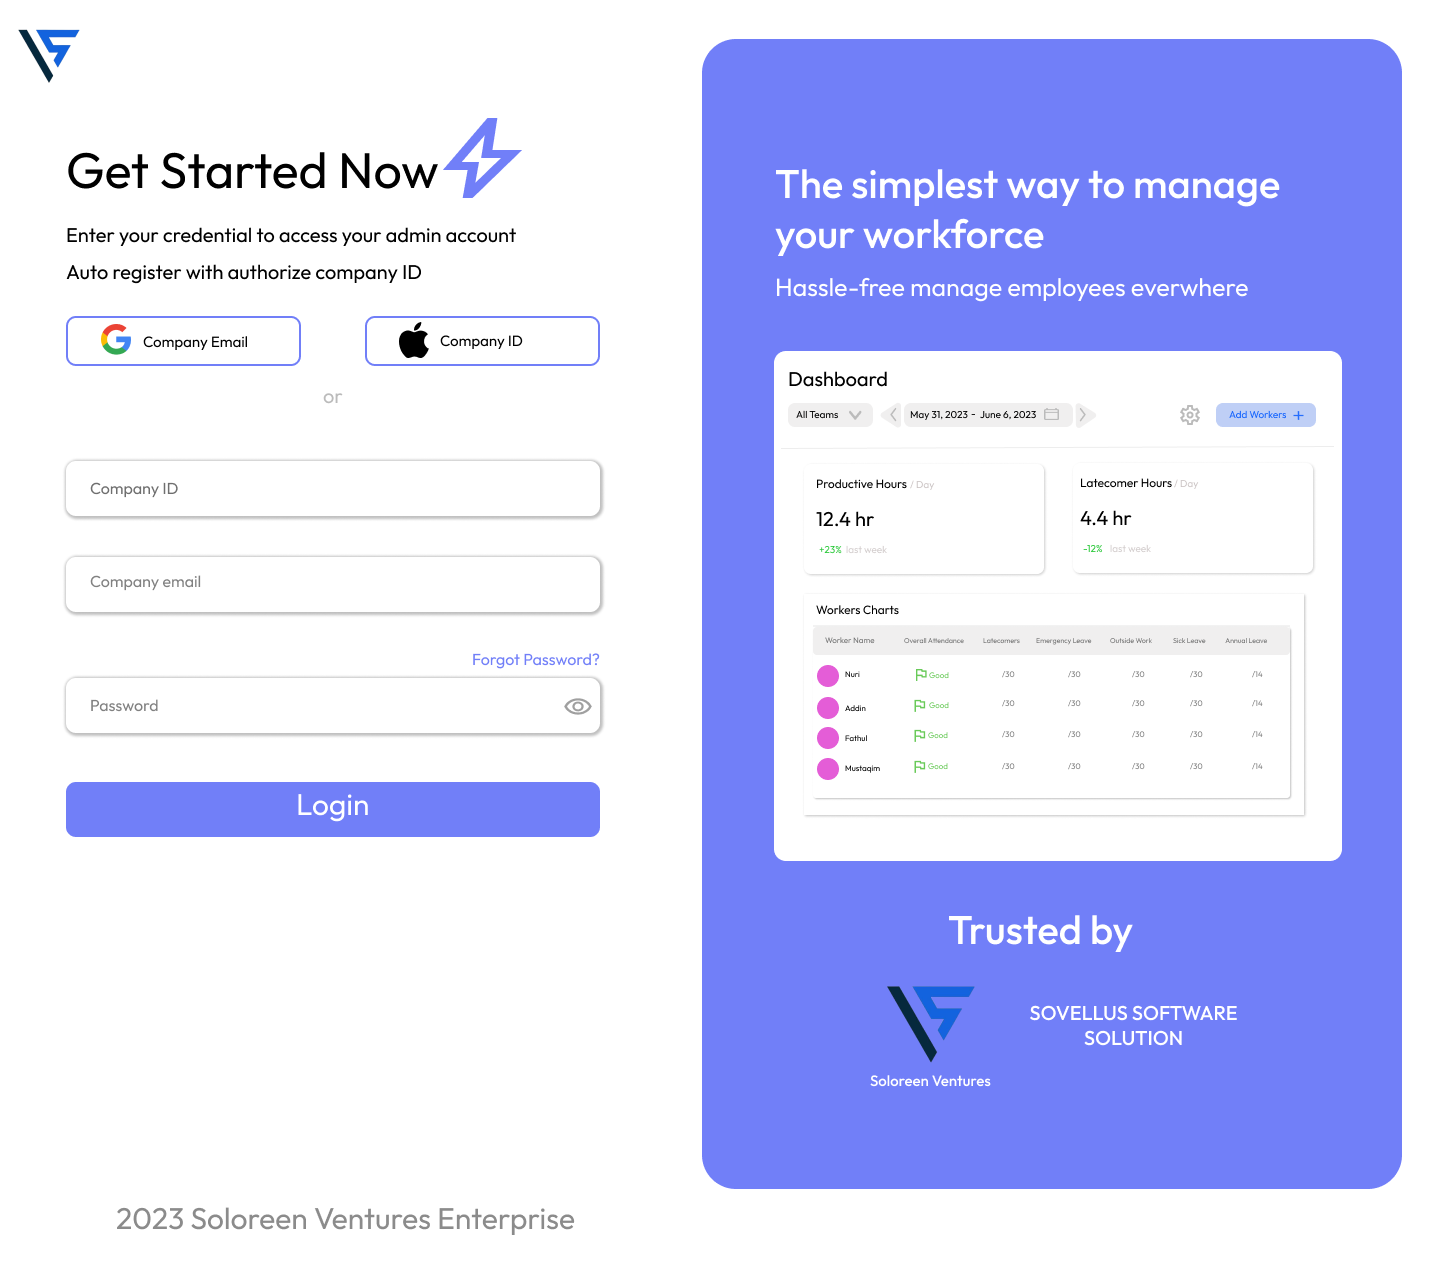 Get Started Now
Enter your credential to access your admin account
Auto register with authorize company ID
Company Email
Company ID
or
Company ID
Company email
Forgot Password?
Password
Login
2023 Soloreen Ventures Enterprise
The simplest way to manage
your workforce
Hassle-free manage employees everwhere
Dashboard
All Teams
May 31, 2023 - June 6, 2023
Add Workers +
Productive Hours / Day
12.4 hr
+23% last week
Latecomer Hours / Day
4.4 hr
-12% last week
Workers Charts
Worker Name Overall Attendance Latecomers Emergency Leave Outside Work Sick Leave Annual Leave
Nuri Good /30 /30 /30 /30 /14
Addin Good /30 /30 /30 /30 /14
Fathul Good /30 /30 /30 /30 /14
Mustaqim Good /30 /30 /30 /30 /14
Trusted by
Soloreen Ventures
SOVELLUS SOFTWARE
SOLUTION